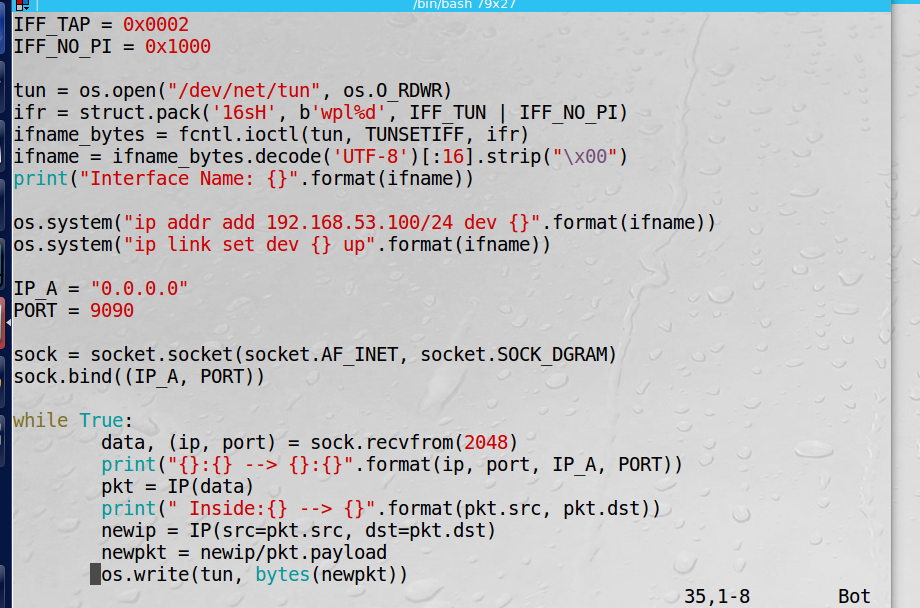 /bin/bash 79x27
IFF_TAP = 0x0002
IFF_NO_PI = 0x1000
tun = os.open("/dev/net/tun", os.O_RDWR)
ifr = struct.pack('16sH', b'wpl%d', IFF_TUN | IFF_NO_PI)
ifname_bytes = fcntl.ioctl(tun, TUNSETIFF, ifr)
ifname = ifname_bytes.decode('UTF-8')[:16].strip("\x00")
print("Interface Name: {}".format(ifname))
os.system("ip addr add 192.168.53.100/24 dev {}".format(ifname))
os.system("ip link set dev {} up".format(ifname))
IP_A = "0.0.0.0"
PORT = 9090
sock = socket.socket(socket.AF_INET, socket.SOCK_DGRAM)
sock.bind((IP_A, PORT))
while True:
        data, (ip, port) = sock.recvfrom(2048)
        print("{}:{} --> {}:{}".format(ip, port, IP_A, PORT))
        pkt = IP(data)
        print(" Inside:{} --> {}".format(pkt.src, pkt.dst))
        newip = IP(src=pkt.src, dst=pkt.dst)
        newpkt = newip/pkt.payload
        os.write(tun, bytes(newpkt))
35,1-8 Bot